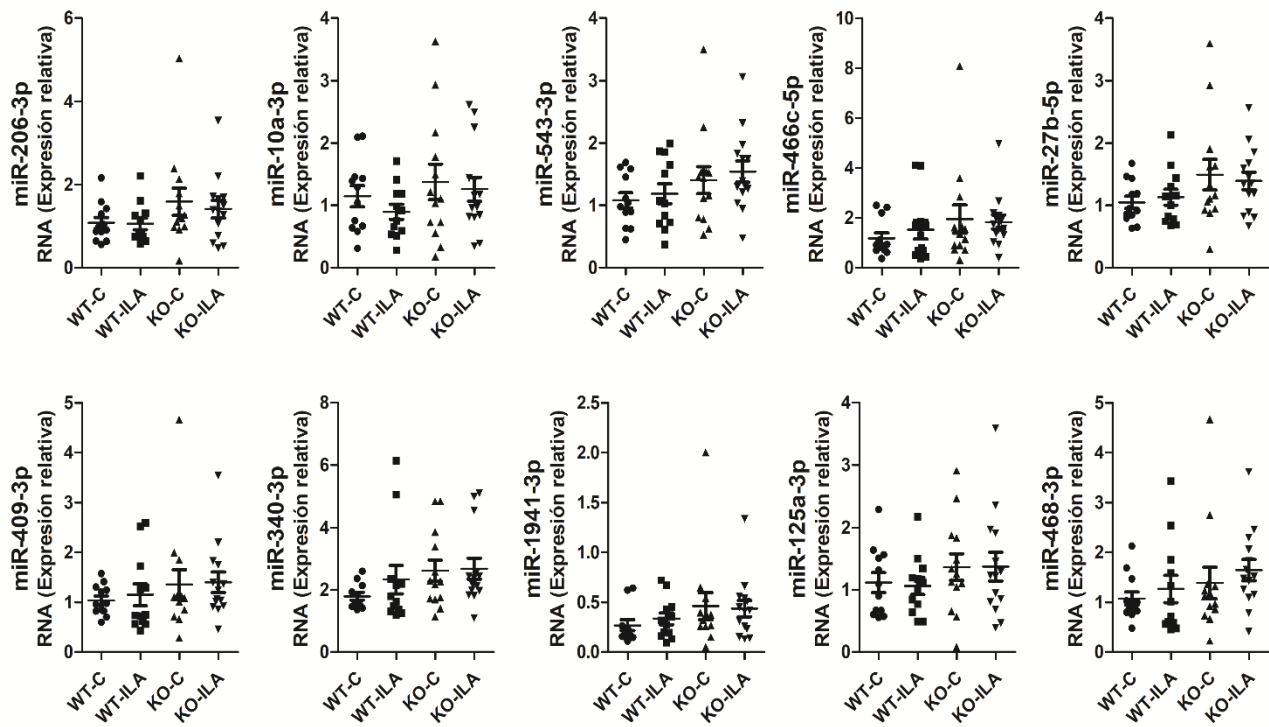 miR-206-3p
RNA (Expresión relativa)
6
4
2
0
WT-C
WT-ILA
KO-C
KO-ILA
miR-10a-3p
RNA (Expresión relativa)
4
3
2
1
0
WT-C
WT-ILA
KO-C
KO-ILA
miR-543-3p
RNA (Expresión relativa)
4
3
2
1
0
WT-C
WT-ILA
KO-C
KO-ILA
miR-466c-5p
RNA (Expresión relativa)
10
8
6
4
2
0
WT-C
WT-ILA
KO-C
KO-ILA
miR-27b-5p
RNA (Expresión relativa)
4
3
2
1
0
WT-C
WT-ILA
KO-C
KO-ILA
miR-409-3p
RNA (Expresión relativa)
5
4
3
2
1
0
WT-C
WT-ILA
KO-C
KO-ILA
miR-340-3p
RNA (Expresión relativa)
8
6
4
2
0
WT-C
WT-ILA
KO-C
KO-ILA
miR-1941-3p
RNA (Expresión relativa)
2.5
2.0
1.5
1.0
0.5
0.0
WT-C
WT-ILA
KO-C
KO-ILA
miR-125a-3p
RNA (Expresión relativa)
4
3
2
1
0
WT-C
WT-ILA
KO-C
KO-ILA
miR-468-3p
RNA (Expresión relativa)
5
4
3
2
1
0
WT-C
WT-ILA
KO-C
KO-ILA